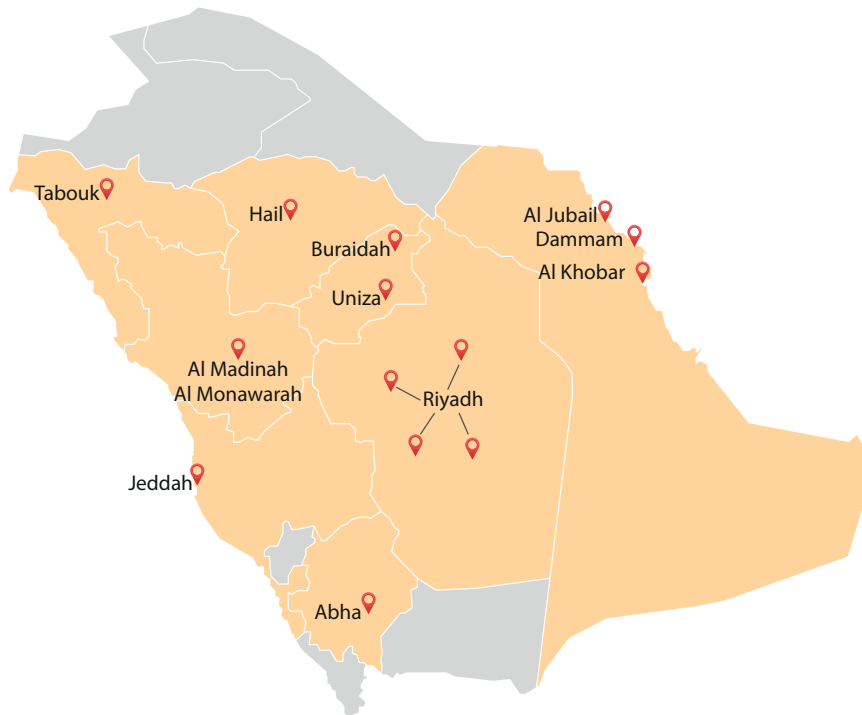 Tabouk
Hail
Al Jubail
Dammam
Buraidah
Al Khobar
Uniza
Al Madinah
Al Monawarah
Riyadh
Jeddah
Abha